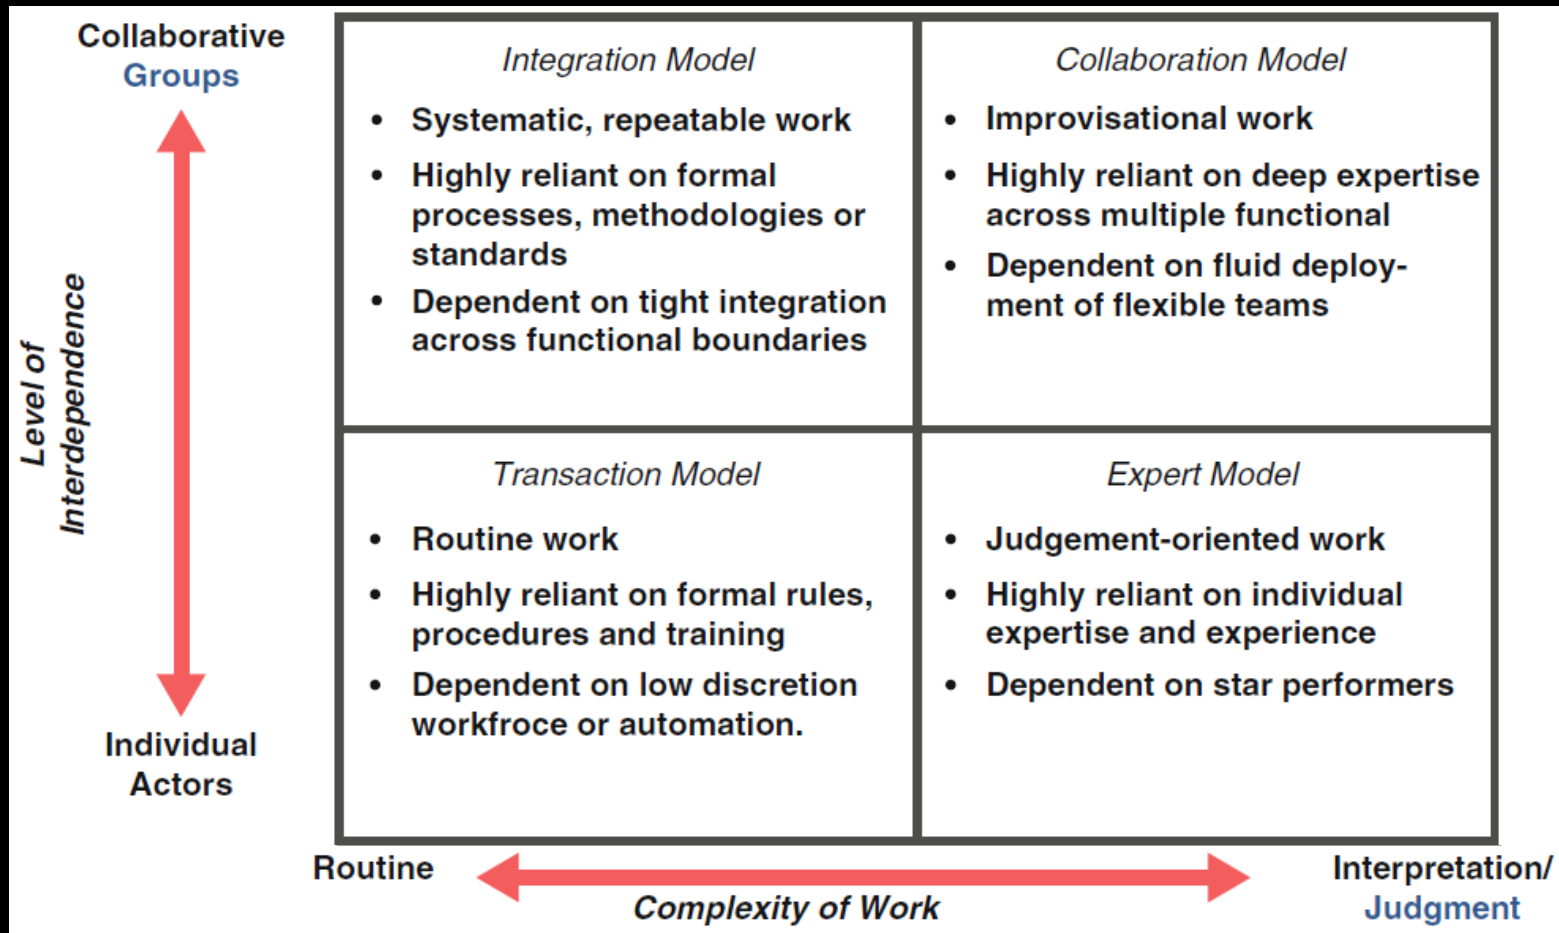 Collaborative
Groups
Level of
Interdependence
Individual
Actors
Integration Model
• Systematic, repeatable work
• Highly reliant on formal
processes, methodologies or
standards
• Dependent on tight integration
across functional boundaries
Collaboration Model
• Improvisational work
• Highly reliant on deep expertise
across multiple functional
• Dependent on fluid deploy-
ment of flexible teams
Transaction Model
• Routine work
• Highly reliant on formal rules,
procedures and training
• Dependent on low discretion
workfroce or automation.
Expert Model
• Judgement-oriented work
• Highly reliant on individual
expertise and experience
• Dependent on star performers
Routine
Complexity of Work
Interpretation/
Judgment